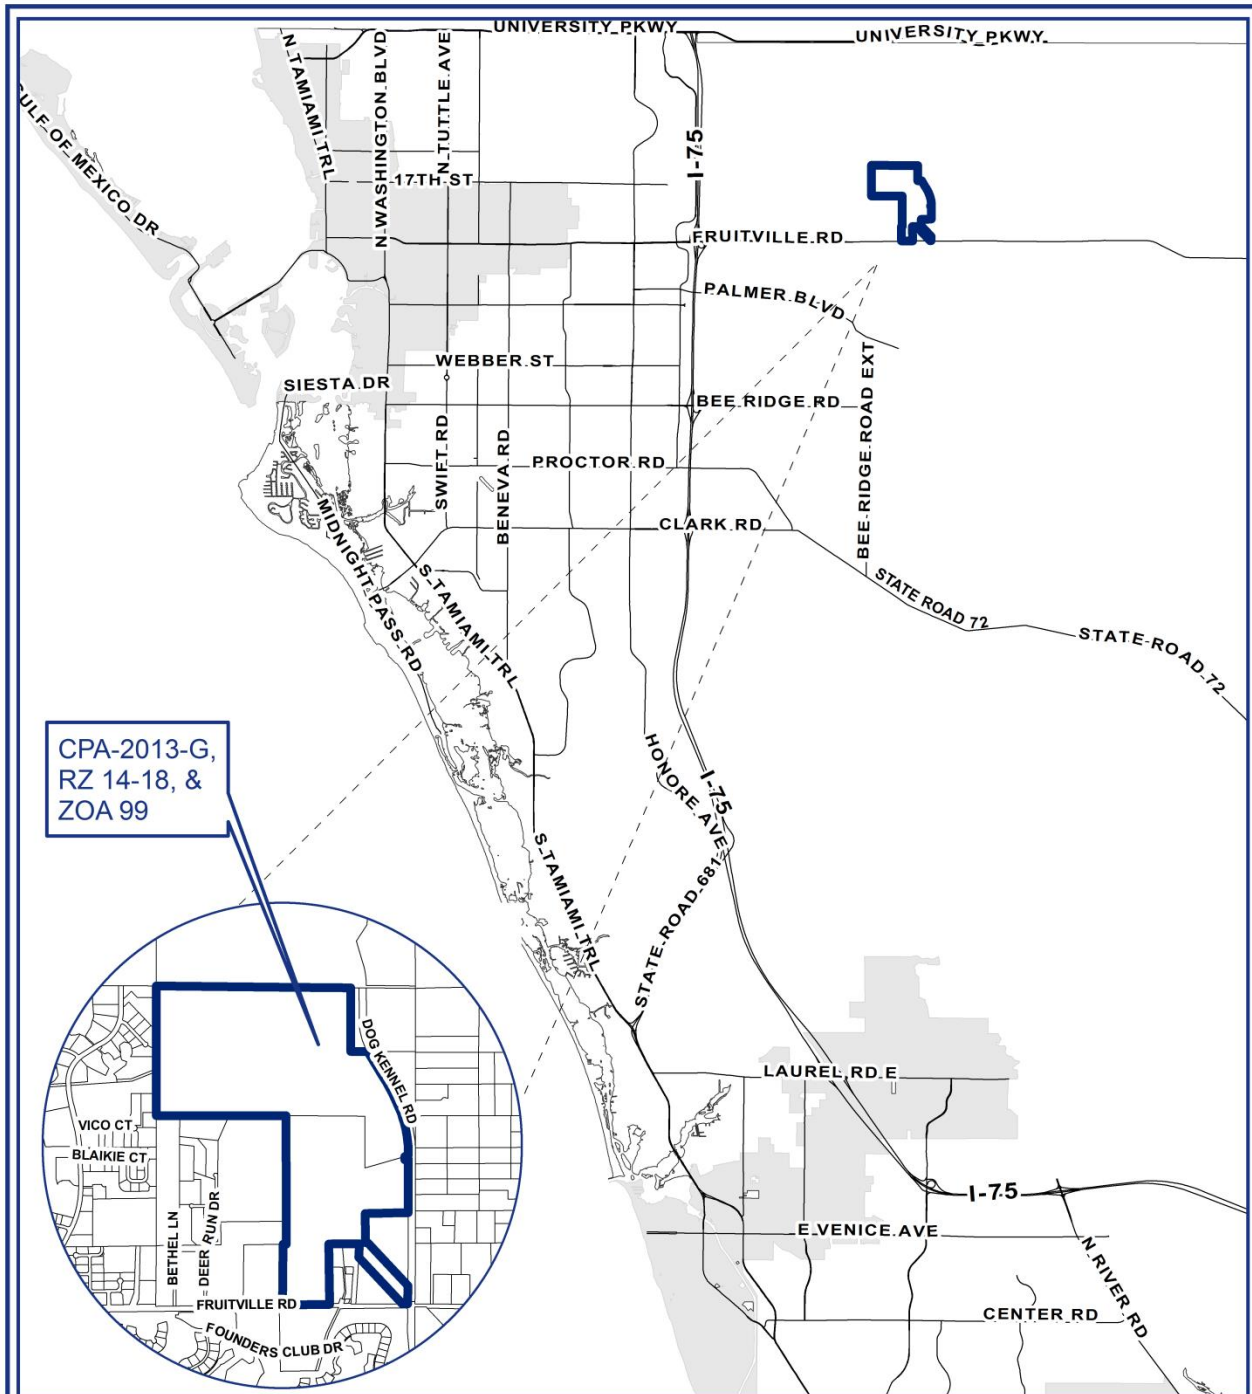 UNIVERSITY PKWY
UNIVERSITY PKWY
N TAMIAMI TRL
N WASHINGTON BLVD
N TUTTLE AVE
I-75
GULF OF MEXICO DR
17TH ST
FRUITVILLE RD
PALMER BLVD
WEBBER ST
SIESTA DR
BEE RIDGE RD
BEE RIDGE ROAD EXT
SWIFT RD
BENEVA RD
PROCTOR RD
CLARK RD
MIDNIGHT PASS RD
S TAMIAMI TRL
STATE ROAD 72
STATE ROAD 72
CPA-2013-G,
RZ 14-18, &
ZOA 99
HONORE AVE
I-75
S TAMIAMI TRL
STATE ROAD 681
DOG KENNEL RD
LAUREL RD E
VICO CT
BLAIKIE CT
BETHEL LN
DEER RUN DR
I-75
E VENICE AVE
N RIVER RD
FRUITVILLE RD
CENTER RD
FOUNDERS CLUB DR